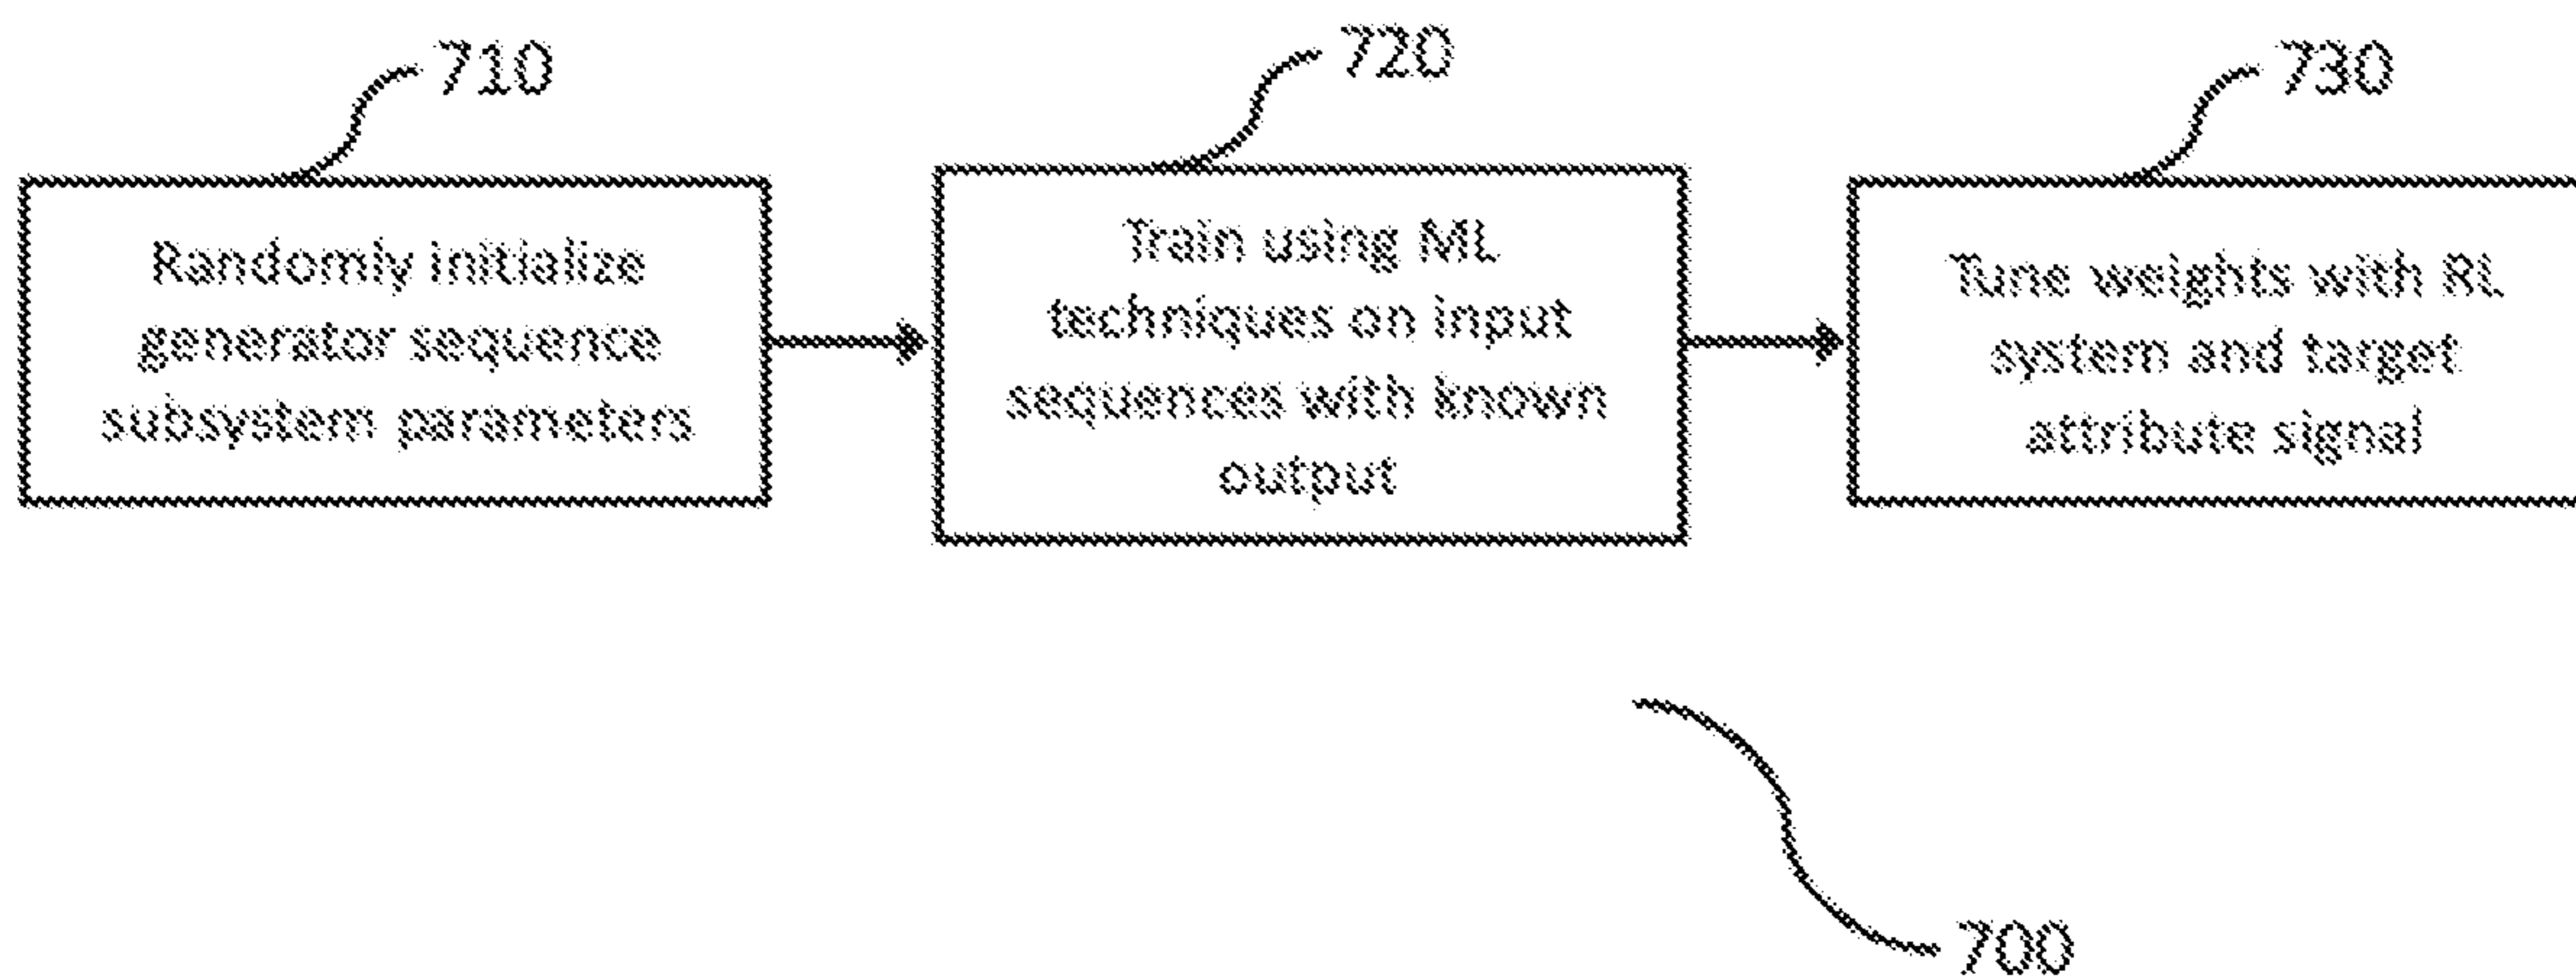 710
720
730
Randomly initialize
generator sequence
subsystem parameters
Train using ML
techniques on input
sequences with known
output
Tune weights with RL
system and target
attribute signal
700